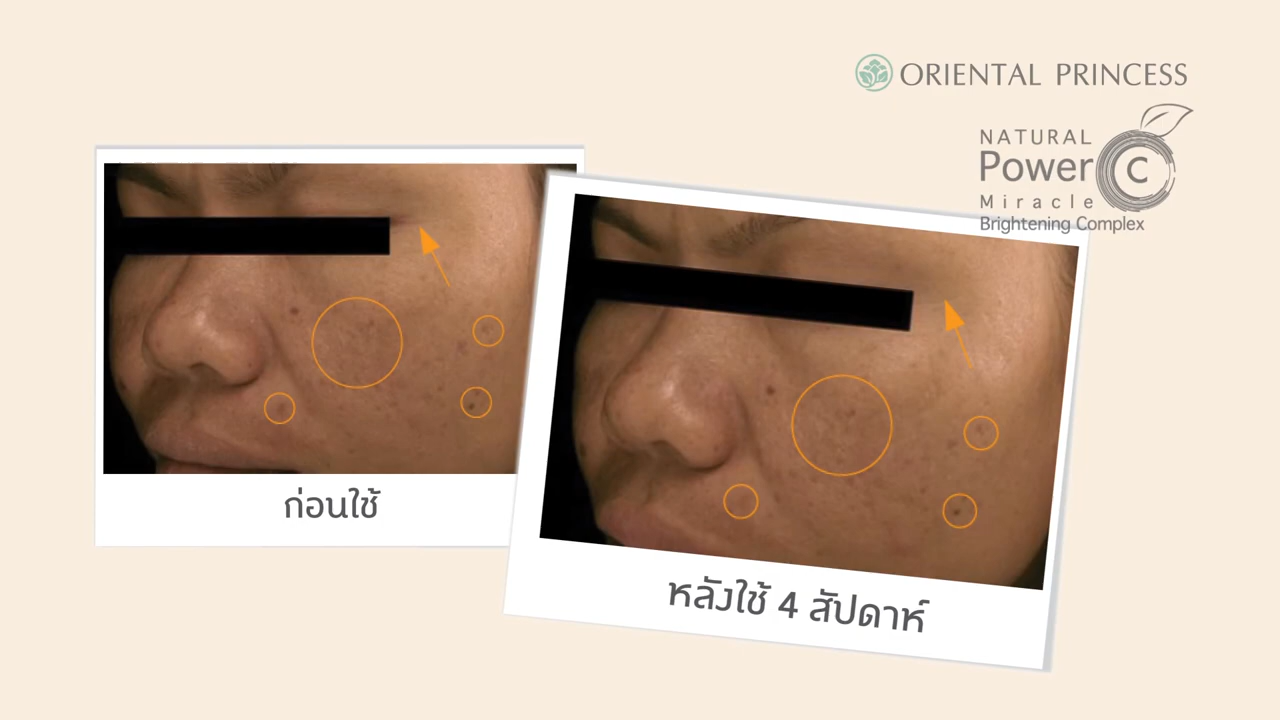 ORIENTAL PRINCESS
NATURAL
Power C
Miracle
Brightening Complex
ก่อนใช้
หลังใช้ 4 สัปดาห์